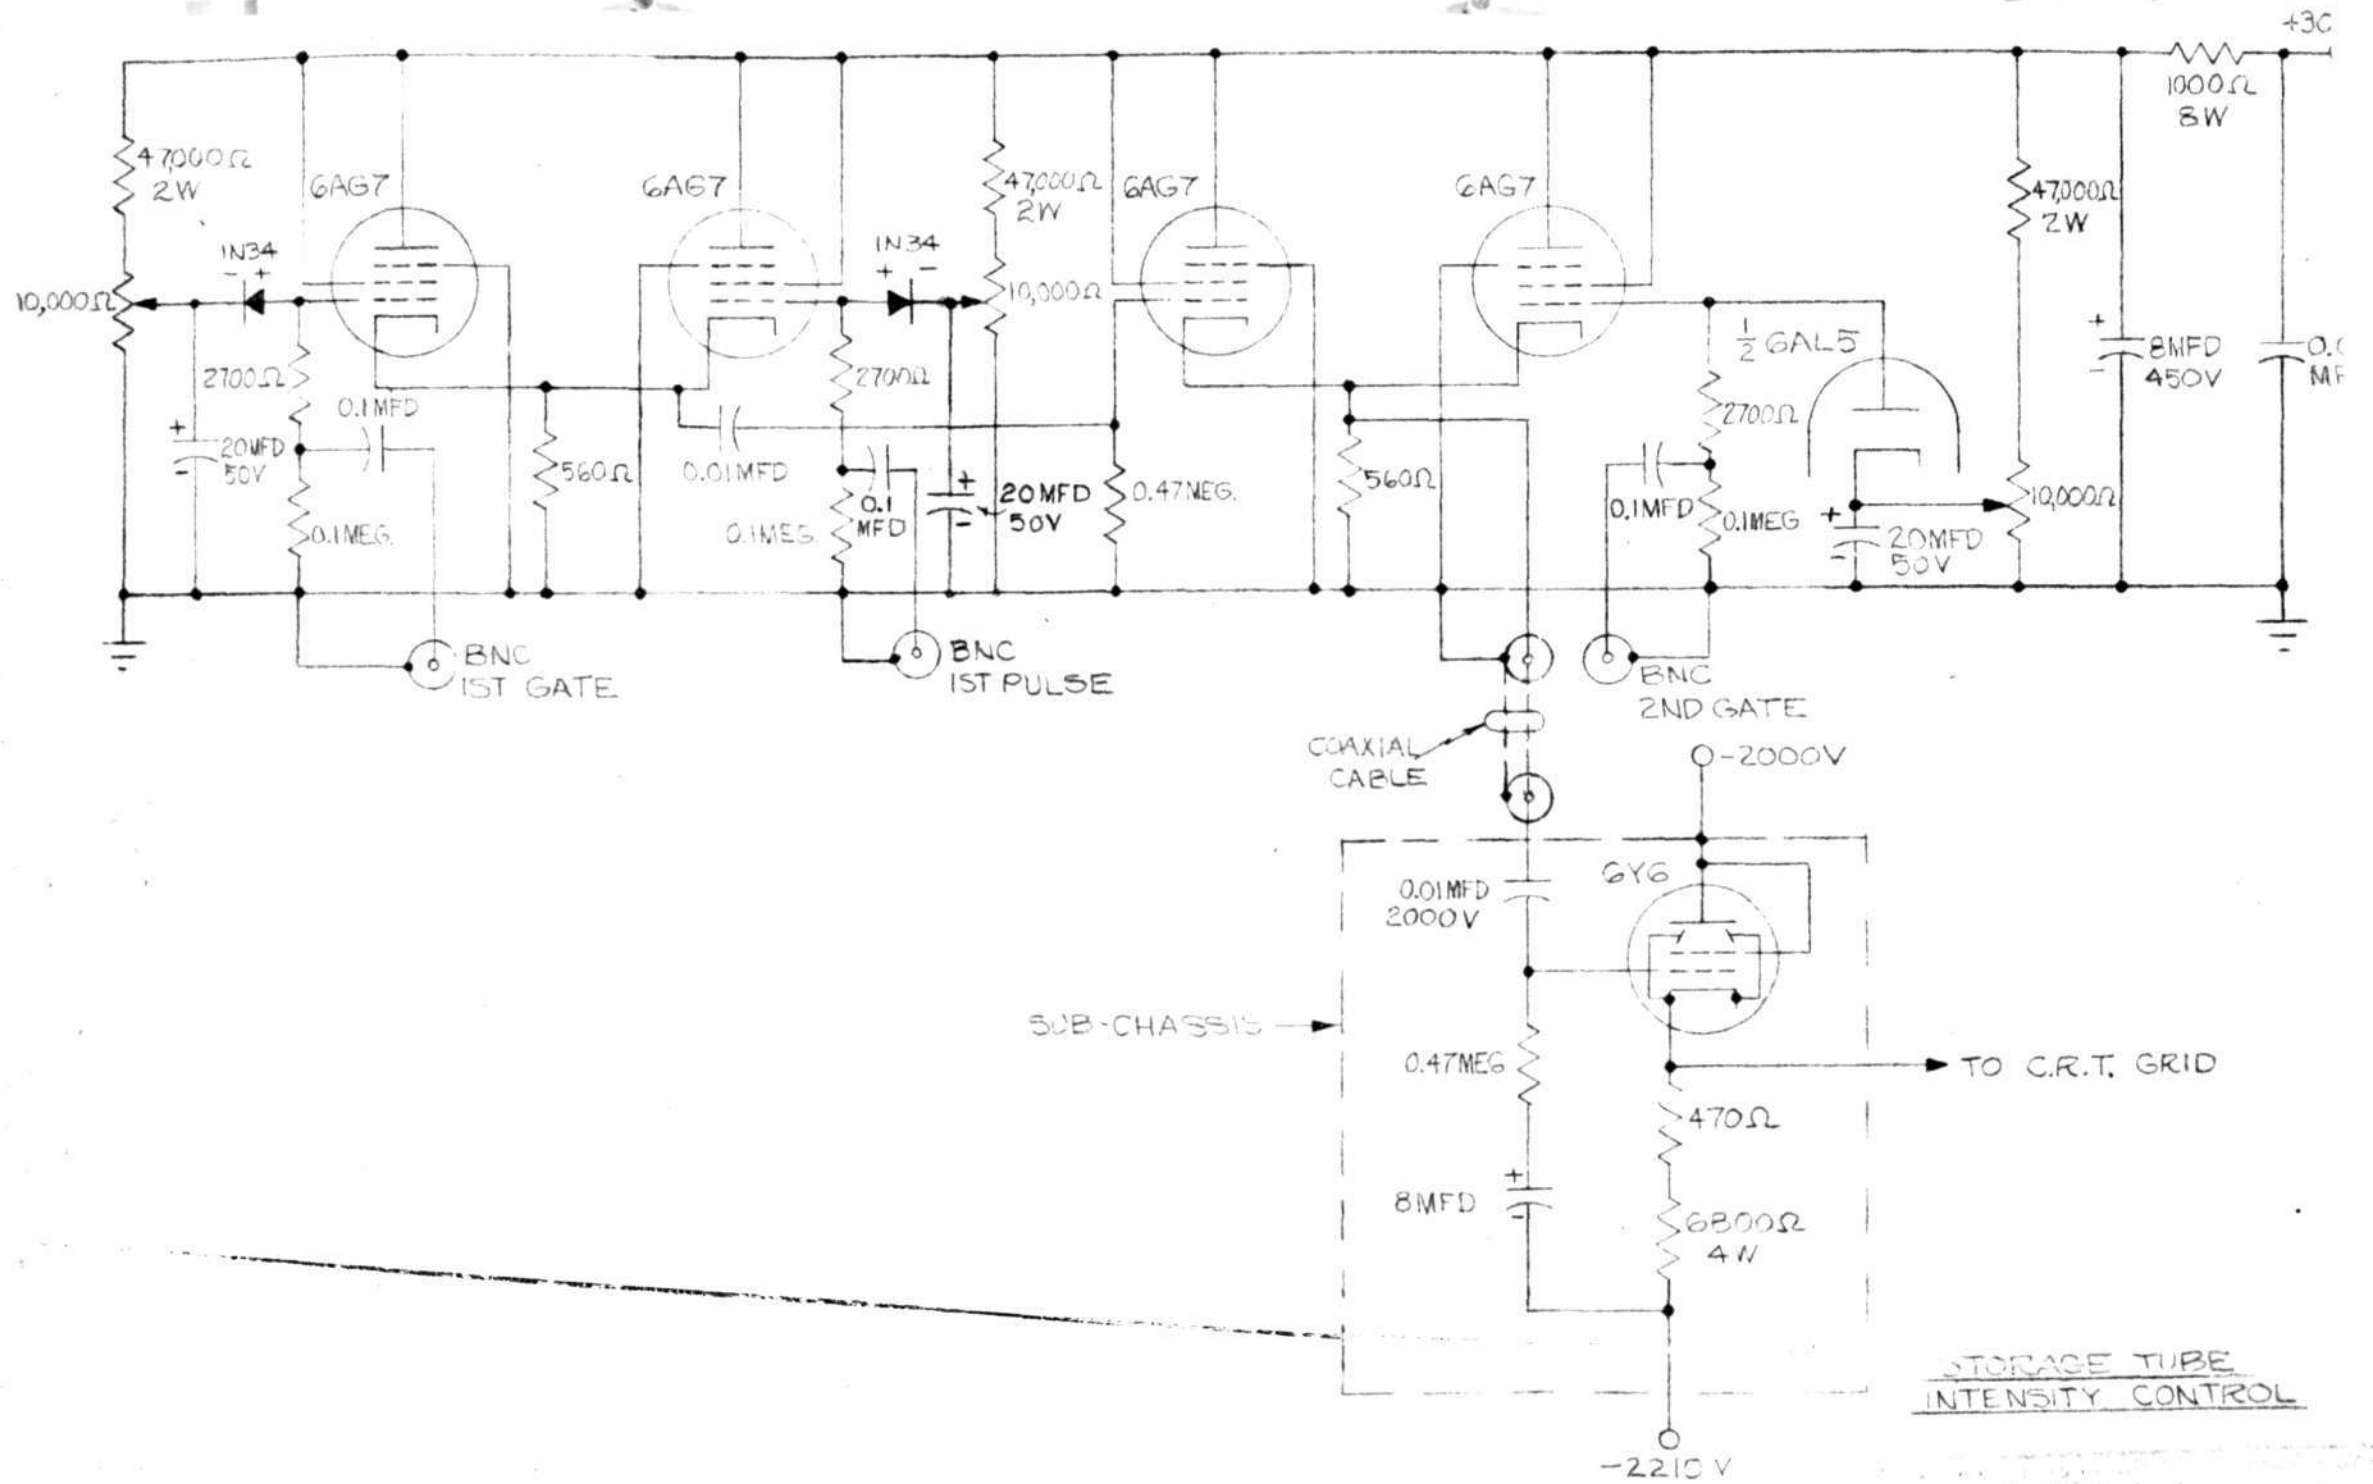 +30
1000Ω
8W
47,000Ω
2W
6AG7
6AG7
47,000Ω
2W
6AG7
6AG7
47,000Ω
2W
1N34
- +
1N34
+ -
10,000Ω
10,000Ω
1/2 6AL5
+
8MFD
450V
-
0.0
MF
2700Ω
0.1MFD
2700Ω
2700Ω
+
20MFD
50V
-
560Ω
0.01MFD
0.1
MFD
+
20MFD
50V
-
0.47MEG.
560Ω
0.1MFD
0.1MEG
10,000Ω
+
20MFD
50V
-
0.1MEG.
0.1MEG
BNC
1ST GATE
BNC
1ST PULSE
BNC
2ND GATE
COAXIAL
CABLE
-2000V
0.01MFD
2000V
6Y6
SUB-CHASSIS
0.47MEG
TO C.R.T. GRID
470Ω
+
8MFD
-
6800Ω
4W
STORAGE TUBE
INTENSITY CONTROL
-2210V